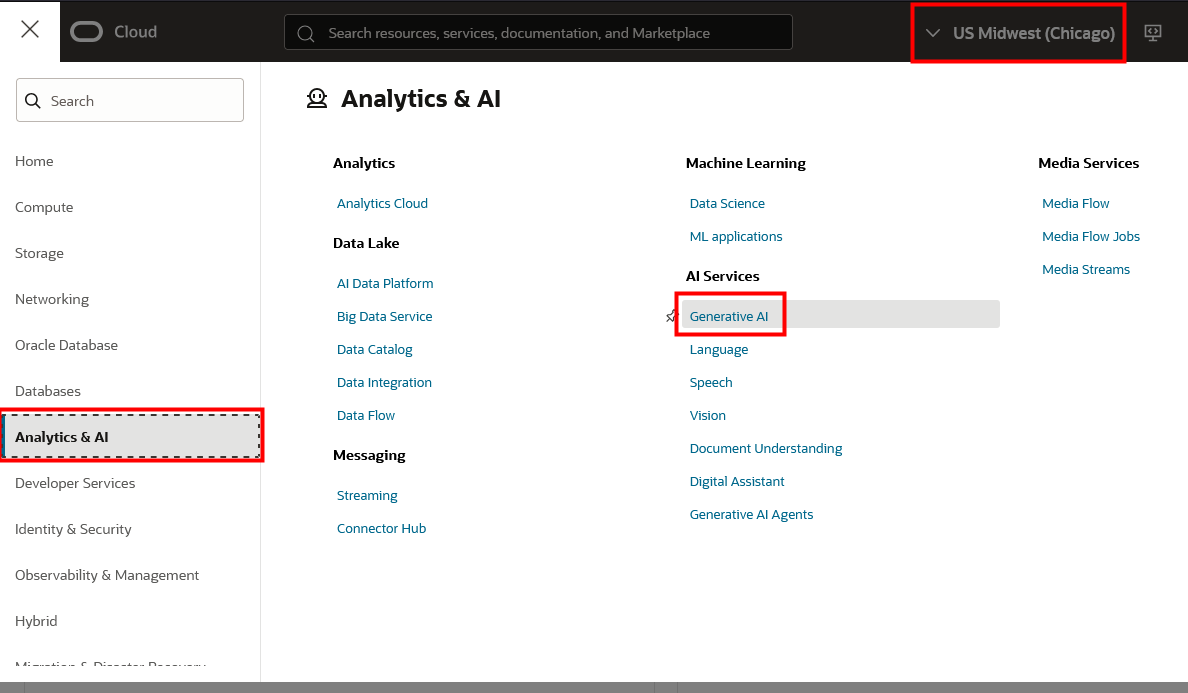 Cloud
Search resources, services, documentation, and Marketplace
US Midwest (Chicago)
Search
Home
Compute
Storage
Networking
Oracle Database
Databases
Analytics & AI
Developer Services
Identity & Security
Observability & Management
Hybrid
Migration & Disaster Recovery
Analytics & AI
Analytics
Analytics Cloud
Data Lake
AI Data Platform
Big Data Service
Data Catalog
Data Integration
Data Flow
Messaging
Streaming
Connector Hub
Machine Learning
Data Science
ML applications
AI Services
Generative AI
Language
Speech
Vision
Document Understanding
Digital Assistant
Generative AI Agents
Media Services
Media Flow
Media Flow Jobs
Media Streams